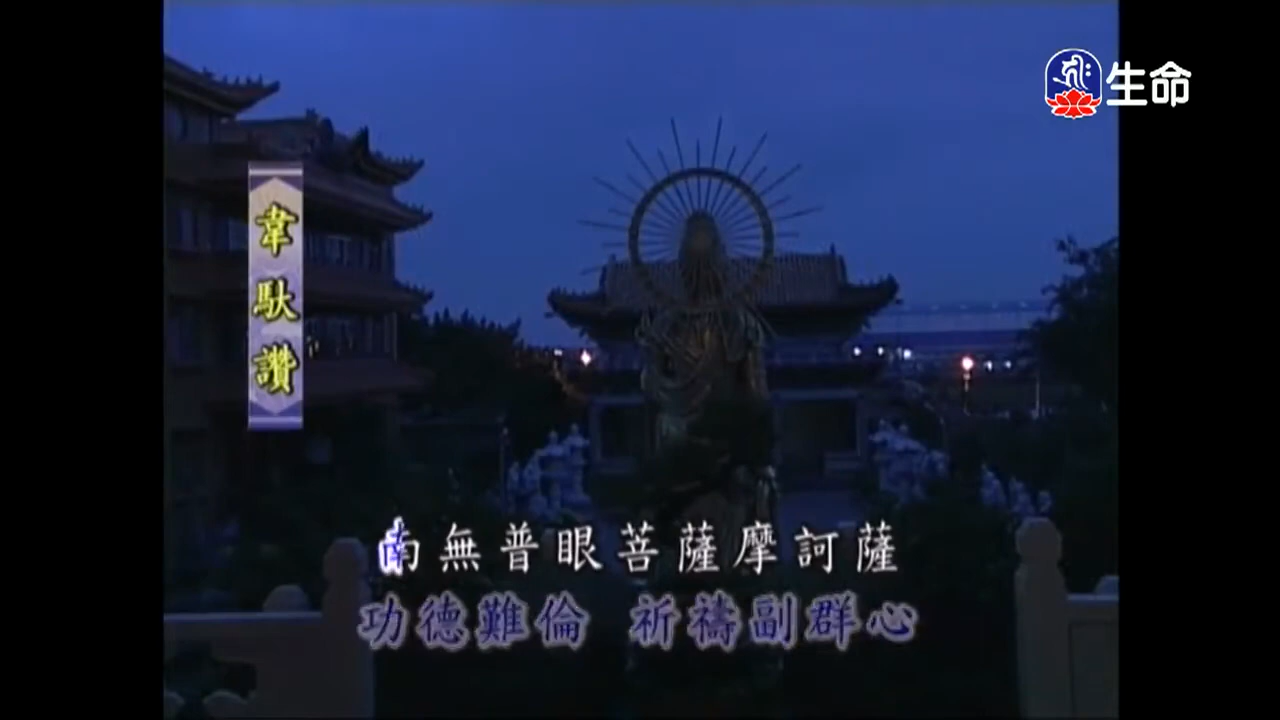 生命
韋馱讚
南無普眼菩薩摩訶薩
功德難倫 祈禱副群心